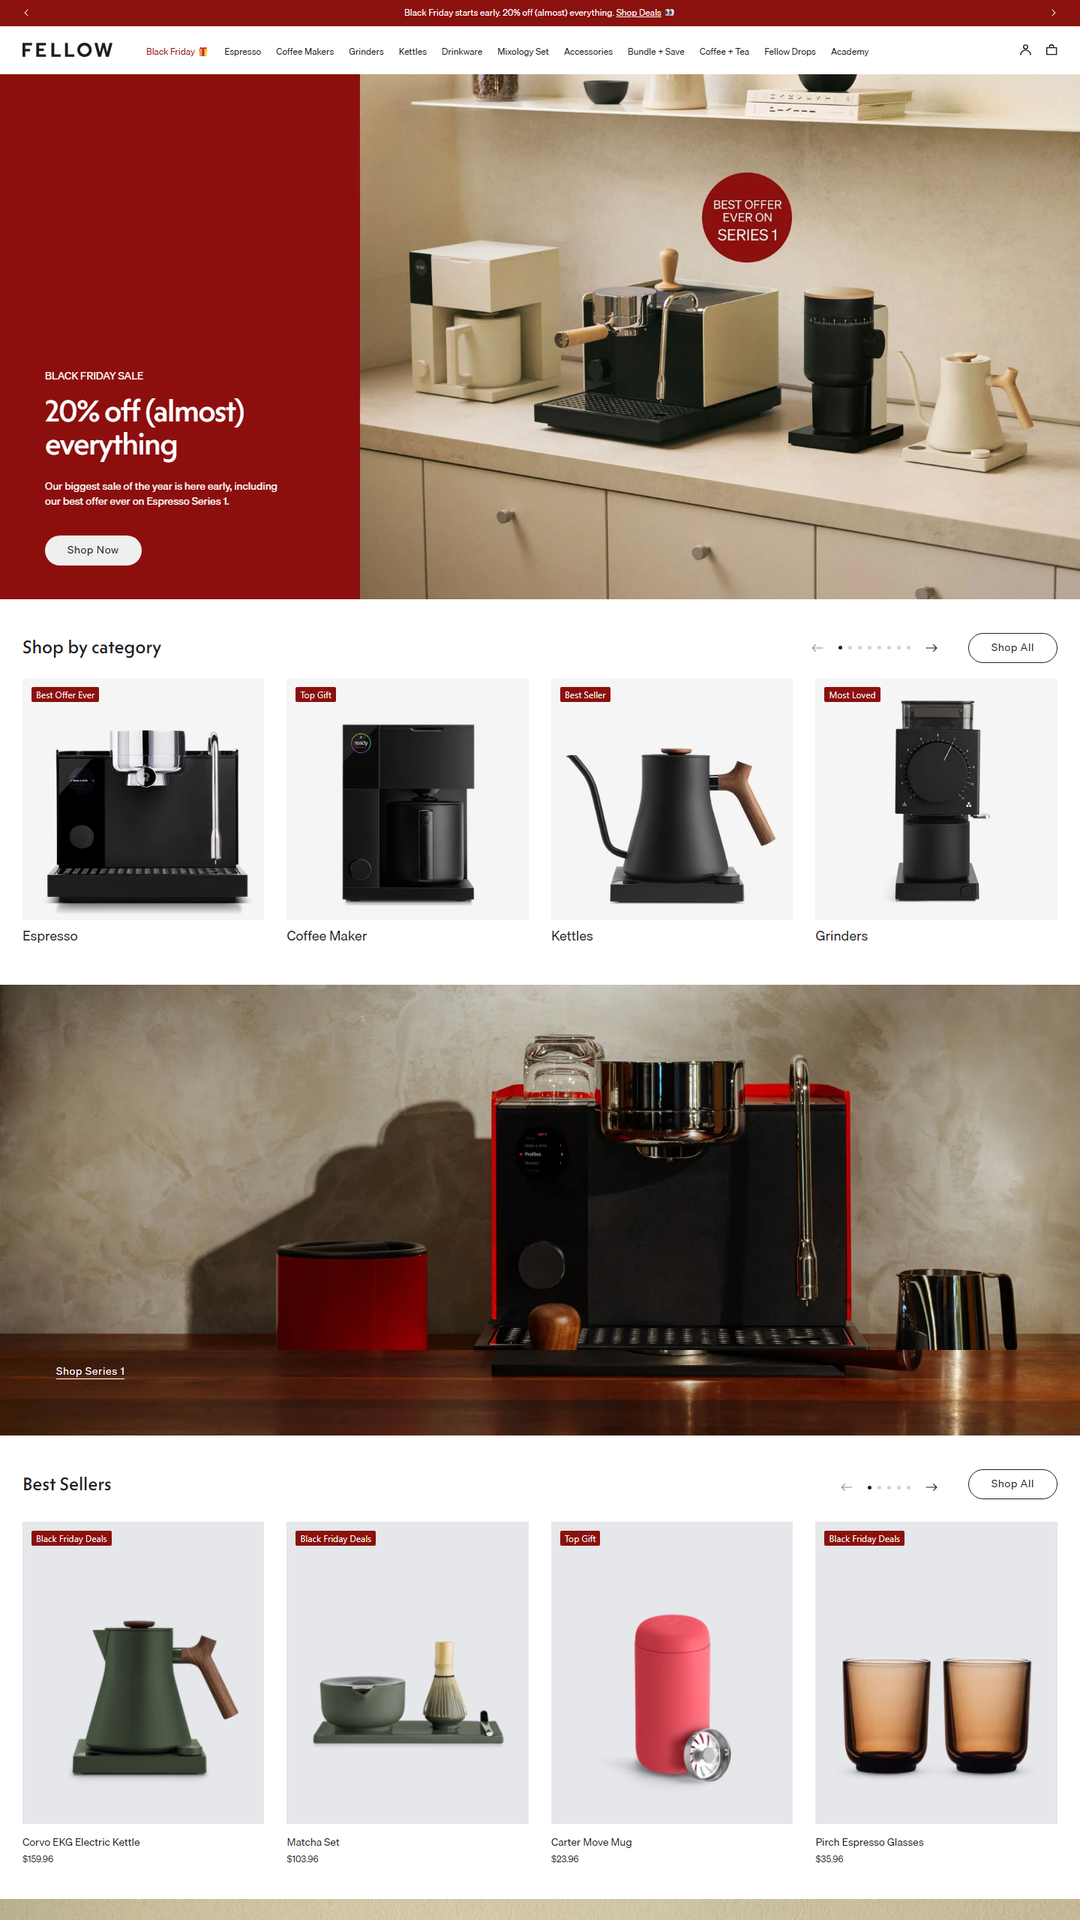 Black Friday starts early. 20% off (almost) everything. Shop Deals 👀
FELLOW
Black Friday 🎁 Espresso Coffee Makers Grinders Kettles Drinkware Mixology Set Accessories Bundle + Save Coffee + Tea Fellow Drops Academy
BEST OFFER
EVER ON
SERIES 1
BLACK FRIDAY SALE
20% off (almost)
everything
Our biggest sale of the year is here early, including
our best offer ever on Espresso Series 1.
Shop Now
Shop by category
Shop All
Best Offer Ever
Top Gift
Best Seller
Most Loved
ready
Espresso
Coffee Maker
Kettles
Grinders
Profiles
Shop Series 1
Best Sellers
Shop All
Black Friday Deals
Black Friday Deals
Top Gift
Black Friday Deals
Corvo EKG Electric Kettle
$159.96
Matcha Set
$103.96
Carter Move Mug
$23.96
Pirch Espresso Glasses
$35.96